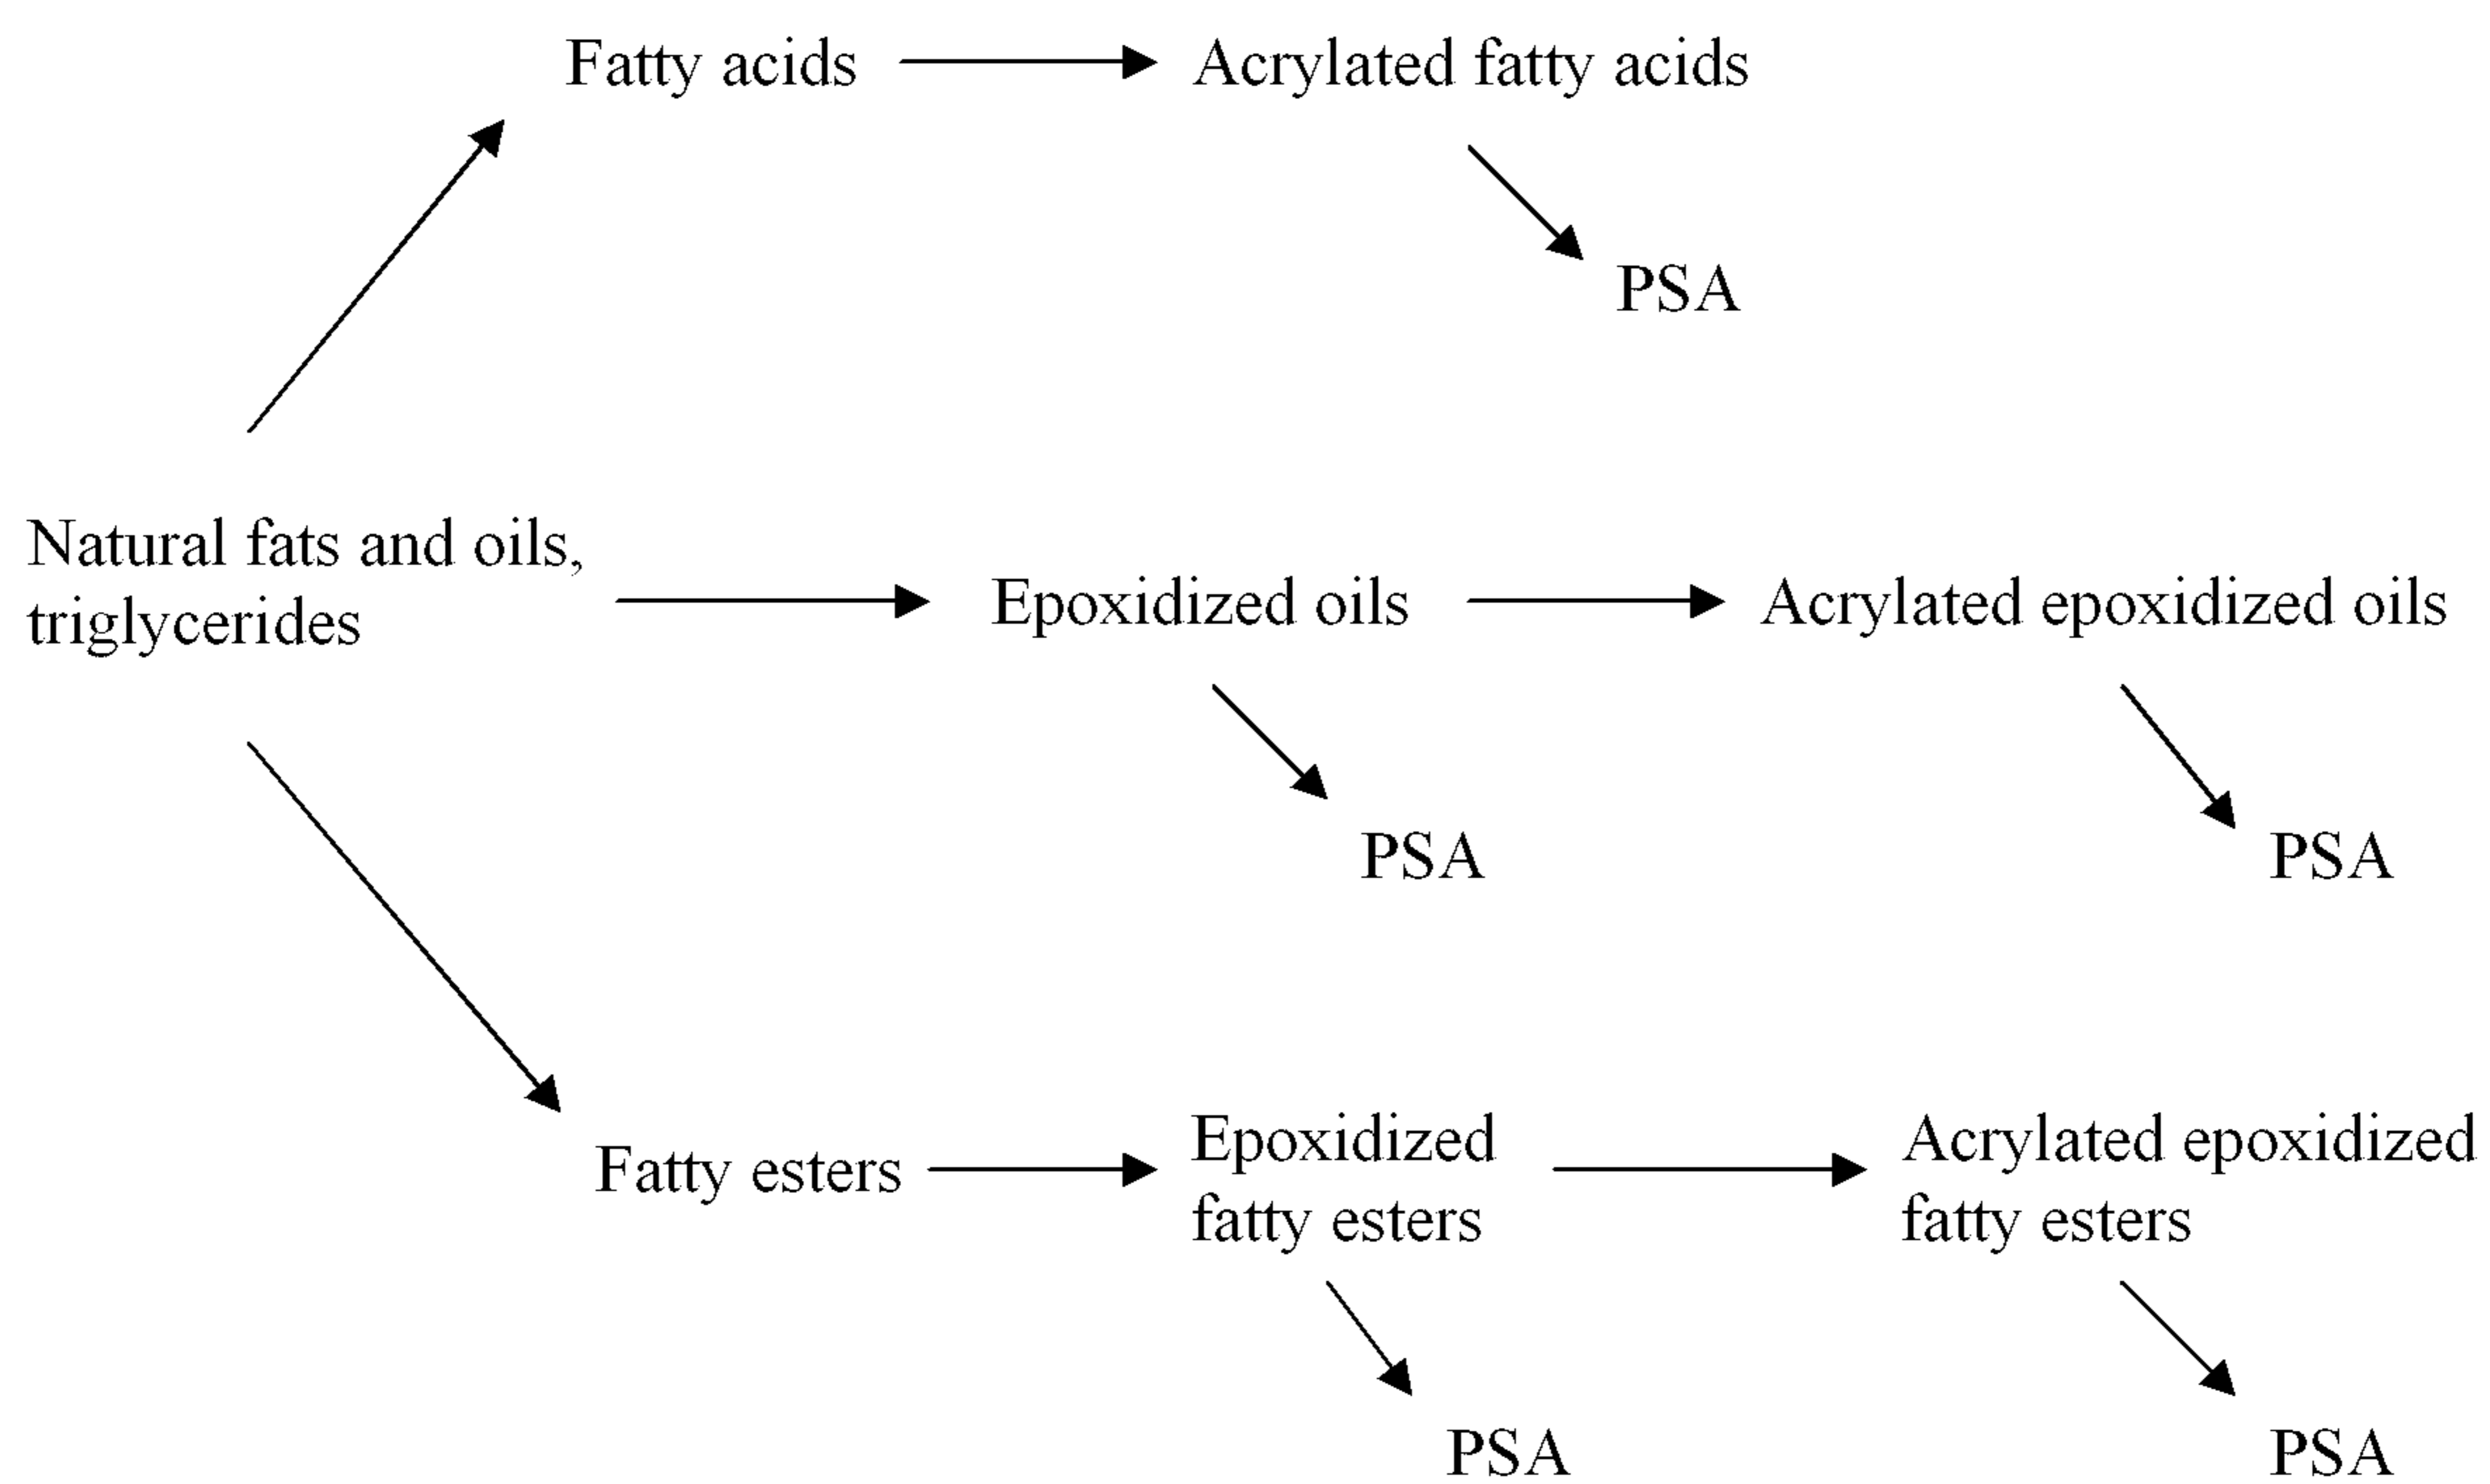 Fatty acids
Acrylated fatty acids
PSA
Natural fats and oils,
triglycerides
Epoxidized oils
Acrylated epoxidized oils
PSA
PSA
Fatty esters
Epoxidized
fatty esters
Acrylated epoxidized
fatty esters
PSA
PSA